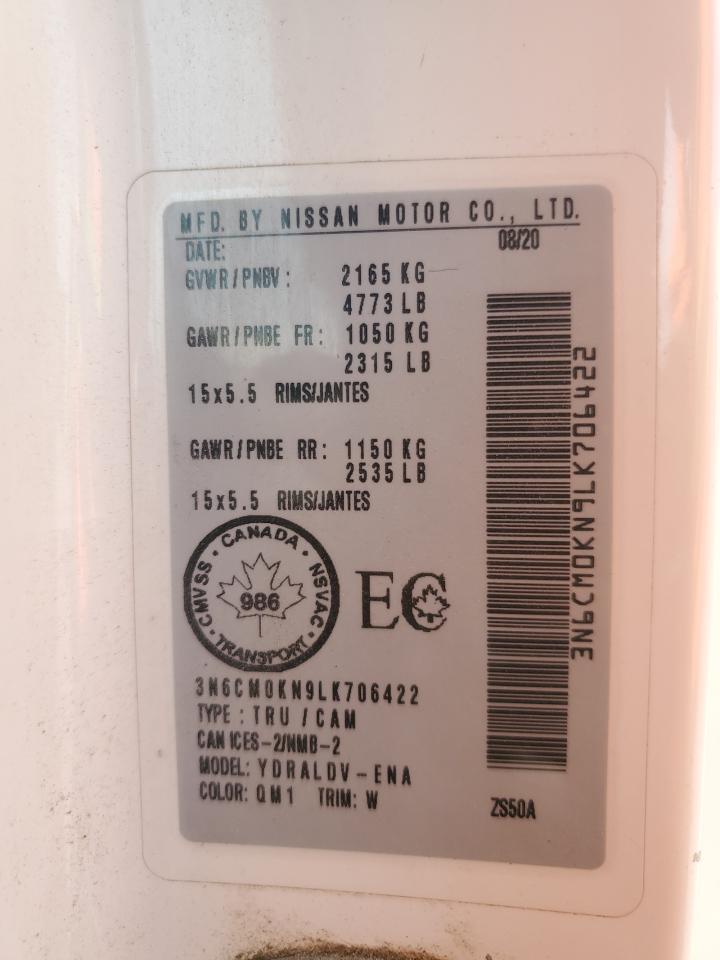 MFD. BY NISSAN MOTOR CO., LTD.
DATE: 08/20
GVWR/PNBV: 2165 KG
4773 LB
GAWR/PNBE FR: 1050 KG
2315 LB
15x5.5 RIMS/JANTES
GAWR/PNBE RR: 1150 KG
2535 LB
15x5.5 RIMS/JANTES
CANADA · NSVAC · TRANSPORT · CMVSS ·
986
EC
3N6CM0KN9LK706422
TYPE: TRU / CAM
CAN ICES-2/NMB-2
MODEL: YDRALDV-ENA
COLOR: QM1 TRIM: W
ZS50A
3N6CM0KN9LK706422